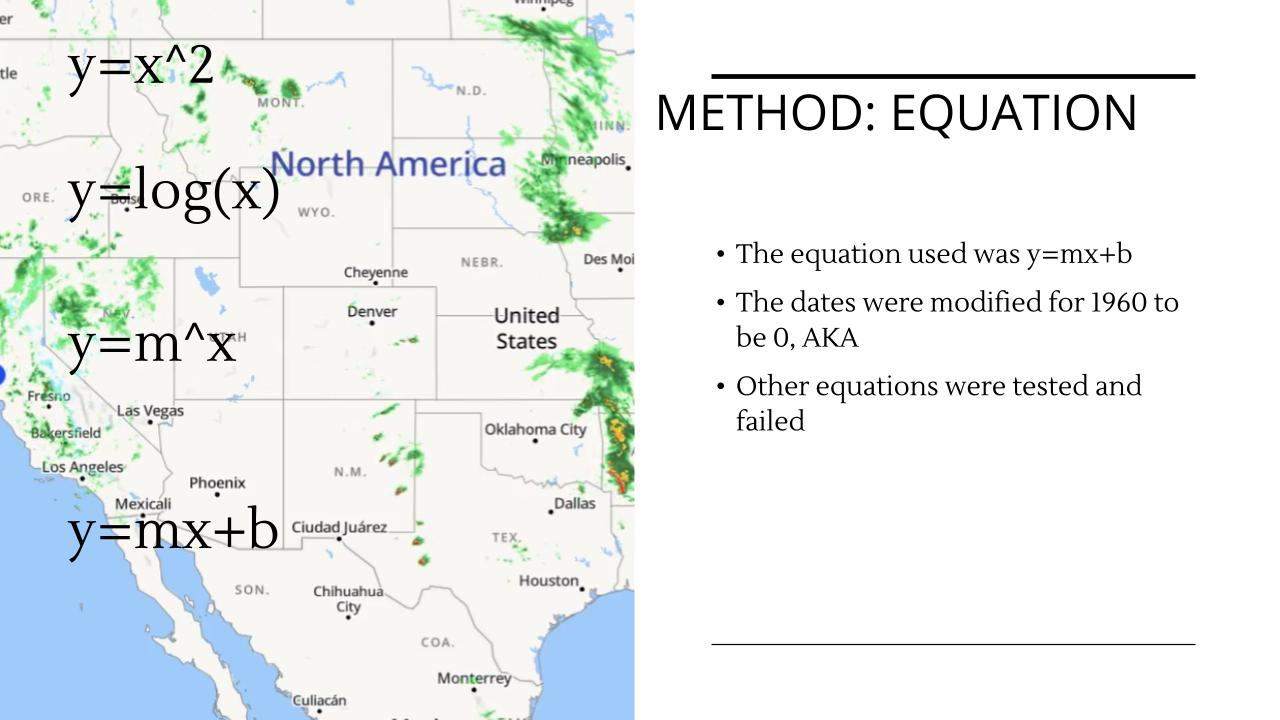 Winnipeg
y=x^2
MONT.
N.D.
MINN.
North America
Minneapolis
y=log(x)
Boise
ORE.
WYO.
NEBR.
Des Moi
Cheyenne
Denver
United
States
NEV.
UTAH
y=m^x
Fresno
Las Vegas
Bakersfield
Oklahoma City
Los Angeles
N.M.
Phoenix
Mexicali
Dallas
y=mx+b
Ciudad Juárez
TEX.
Houston
SON.
Chihuahua
City
COA.
Monterrey
Culiacán
METHOD: EQUATION
• The equation used was y=mx+b
• The dates were modified for 1960 to
be 0, AKA
• Other equations were tested and
failed